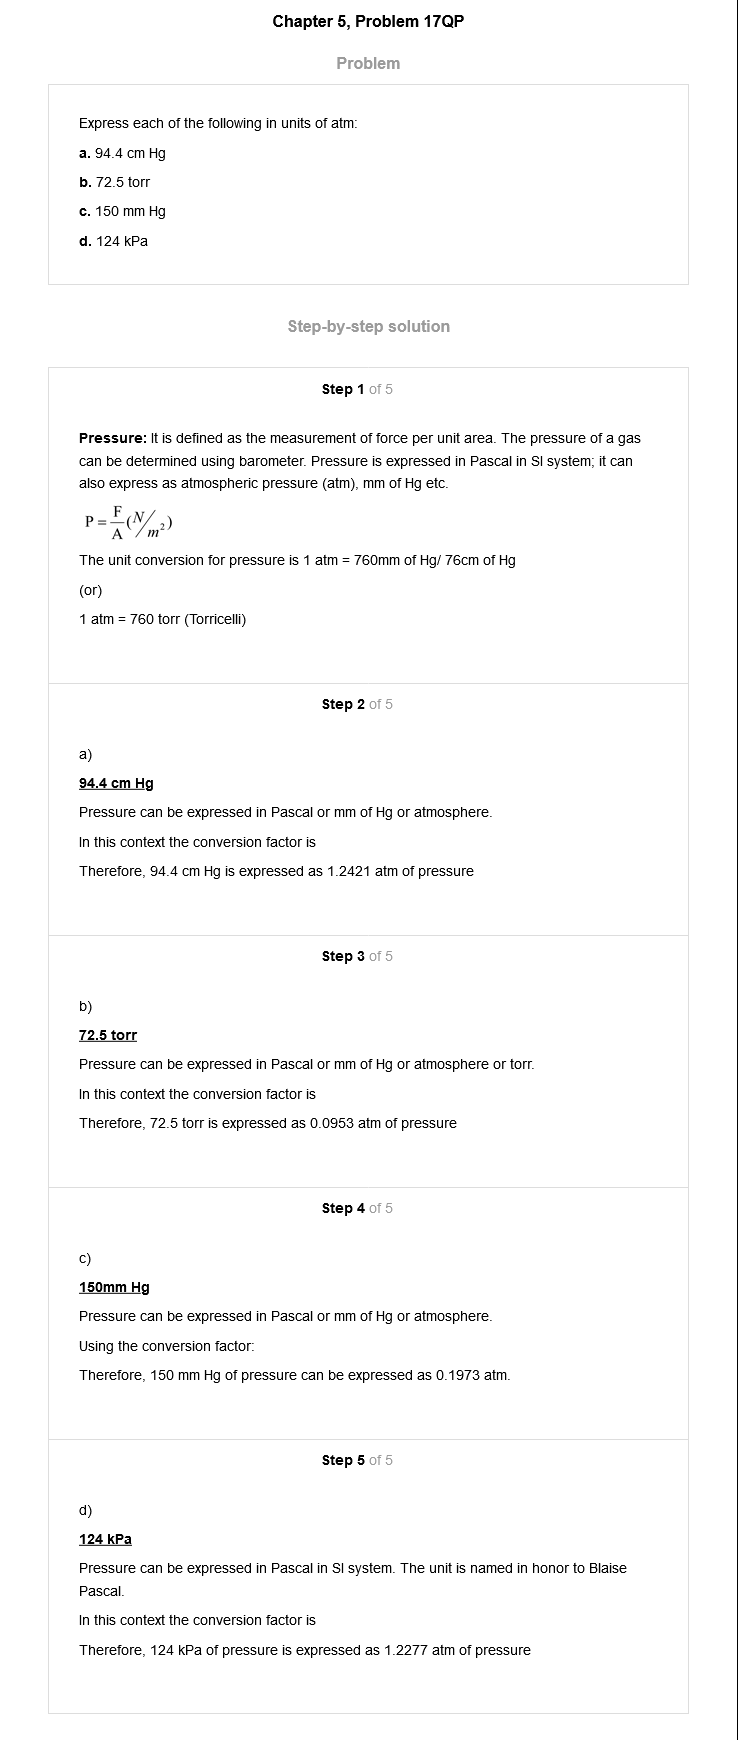 Chapter 5, Problem 17QP
Problem
Express each of the following in units of atm:
a. 94.4 cm Hg
b. 72.5 torr
c. 150 mm Hg
d. 124 kPa
Step-by-step solution
Step 1 of 5
Pressure: It is defined as the measurement of force per unit area. The pressure of a gas
can be determined using barometer. Pressure is expressed in Pascal in SI system; it can
also express as atmospheric pressure (atm), mm of Hg etc.
P = F/A (N/m²)
The unit conversion for pressure is 1 atm = 760mm of Hg/ 76cm of Hg
(or)
1 atm = 760 torr (Torricelli)
Step 2 of 5
a)
94.4 cm Hg
Pressure can be expressed in Pascal or mm of Hg or atmosphere.
In this context the conversion factor is
Therefore, 94.4 cm Hg is expressed as 1.2421 atm of pressure
Step 3 of 5
b)
72.5 torr
Pressure can be expressed in Pascal or mm of Hg or atmosphere or torr.
In this context the conversion factor is
Therefore, 72.5 torr is expressed as 0.0953 atm of pressure
Step 4 of 5
c)
150mm Hg
Pressure can be expressed in Pascal or mm of Hg or atmosphere.
Using the conversion factor:
Therefore, 150 mm Hg of pressure can be expressed as 0.1973 atm.
Step 5 of 5
d)
124 kPa
Pressure can be expressed in Pascal in SI system. The unit is named in honor to Blaise
Pascal.
In this context the conversion factor is
Therefore, 124 kPa of pressure is expressed as 1.2277 atm of pressure